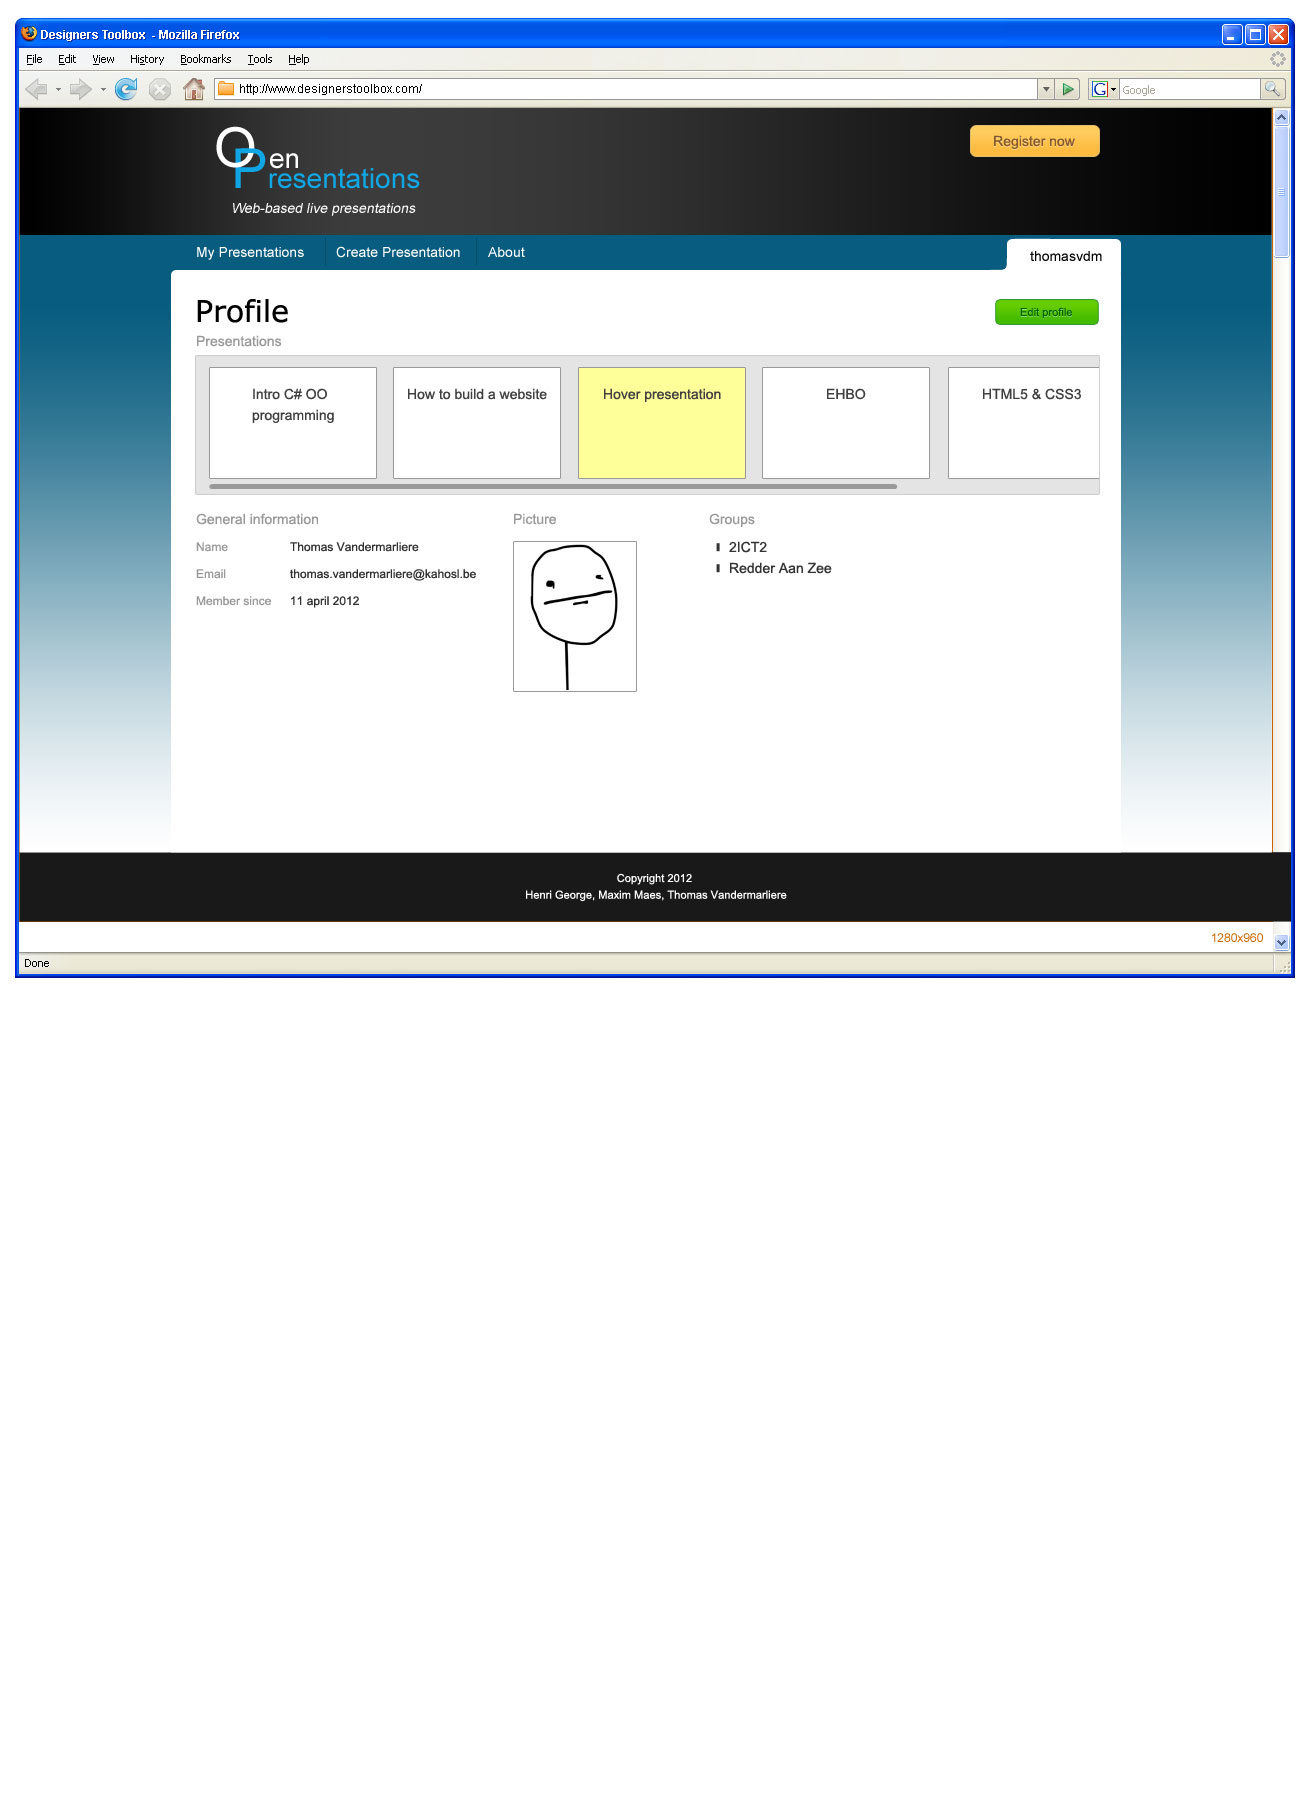 Designers Toolbox - Mozilla Firefox
File Edit View History Bookmarks Tools Help
http://www.designerstoolbox.com/
G
Google
Open
Presentations
Web-based live presentations
Register now
My Presentations
Create Presentation
About
thomasvdm
Profile
Edit profile
Presentations
Intro C# OO
programming
How to build a website
Hover presentation
EHBO
HTML5 & CSS3
General information
Name Thomas Vandermarliere
Email thomas.vandermarliere@kahosl.be
Member since 11 april 2012
Picture
Groups
2ICT2
Redder Aan Zee
Copyright 2012
Henri George, Maxim Maes, Thomas Vandermarliere
1280x960
Done